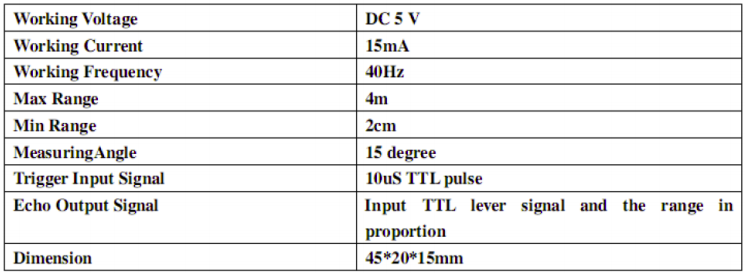 Working Voltage DC 5 V
Working Current 15mA
Working Frequency 40Hz
Max Range 4m
Min Range 2cm
MeasuringAngle 15 degree
Trigger Input Signal 10uS TTL pulse
Echo Output Signal Input TTL lever signal and the range in
proportion
Dimension 45*20*15mm